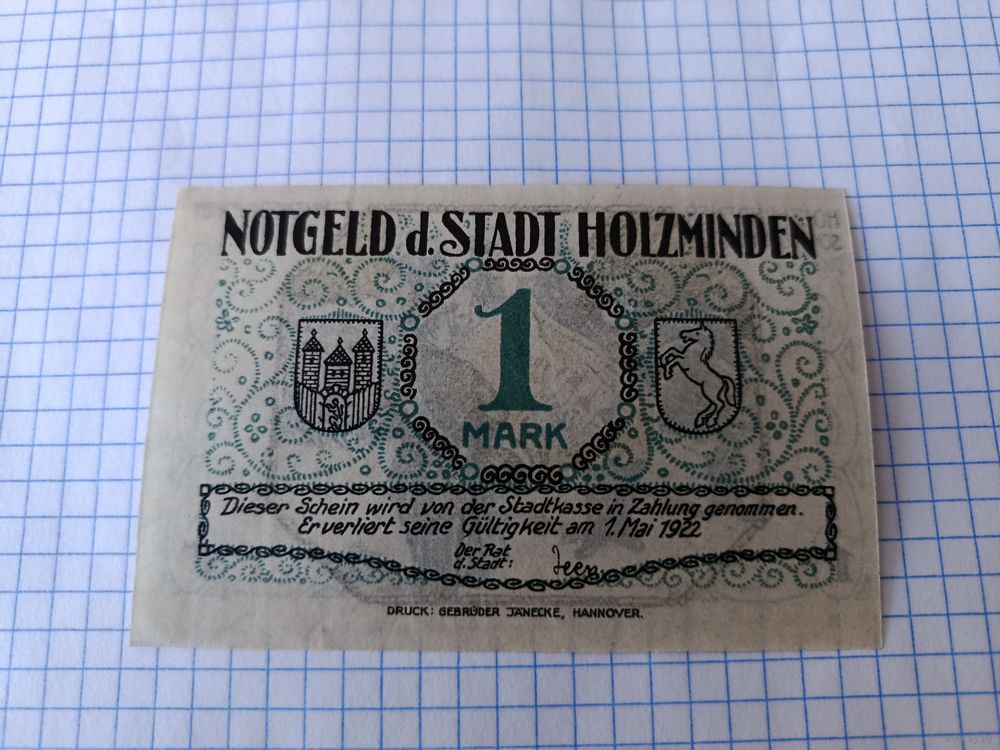 NOTGELD d. STADT HOLZMINDEN
1
MARK
Dieser Schein wird von der Stadtkasse in Zahlung genommen.
Er verliert seine Gültigkeit am 1. Mai 1922
Der Rat
d. Stadt:
DRUCK: GEBRÜDER JÄNECKE, HANNOVER.